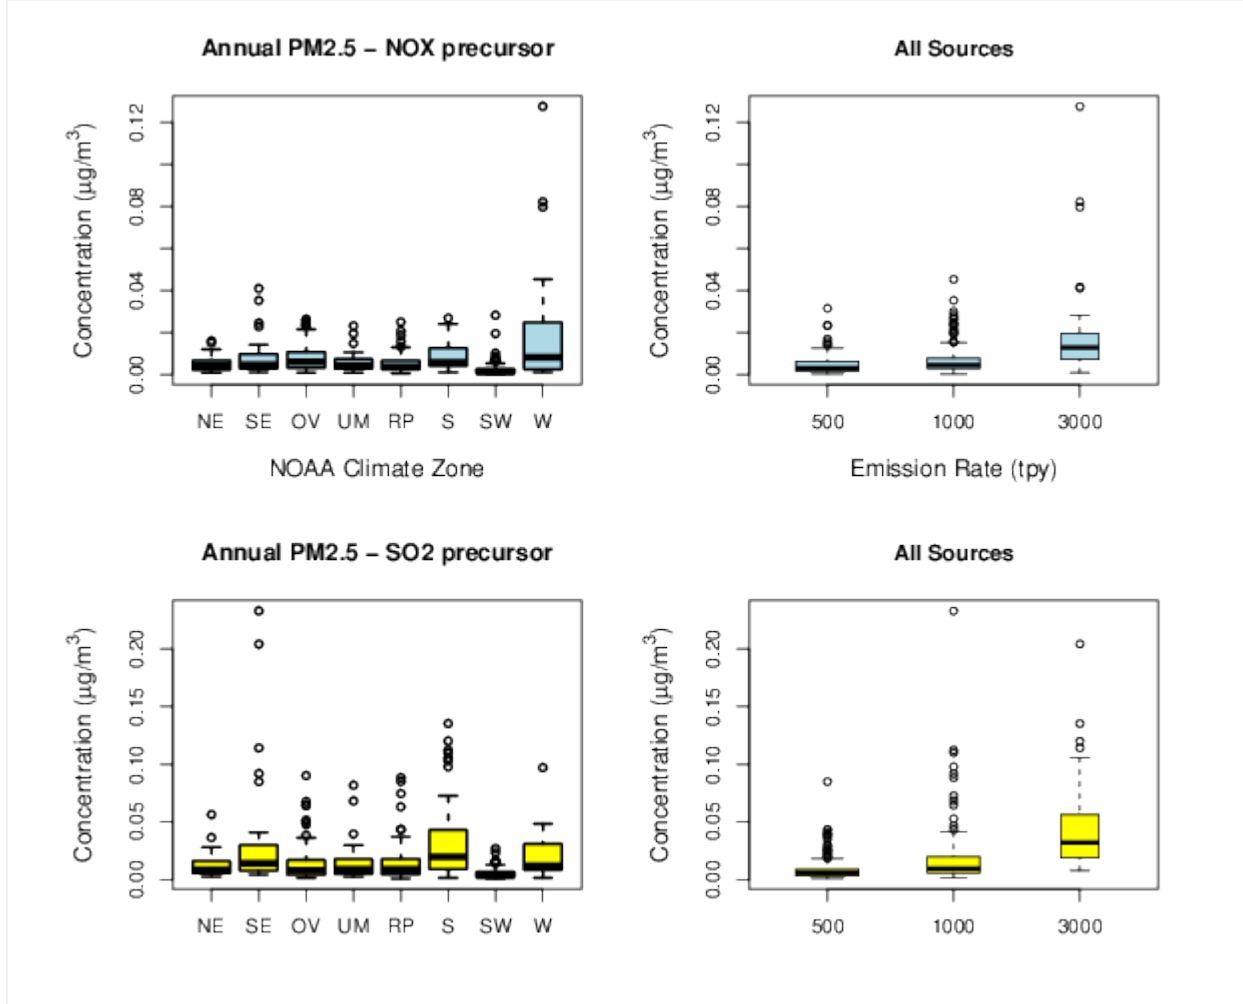 Annual PM2.5 – NOX precursor
Concentration (µg/m³)
0.12
0.08
0.04
0.00
NE SE OV UM RP S SW W
NOAA Climate Zone
All Sources
Concentration (µg/m³)
0.12
0.08
0.04
0.00
500 1000 3000
Emission Rate (tpy)
Annual PM2.5 – SO2 precursor
Concentration (µg/m³)
0.20
0.15
0.10
0.05
0.00
NE SE OV UM RP S SW W
All Sources
Concentration (µg/m³)
0.20
0.15
0.10
0.05
0.00
500 1000 3000